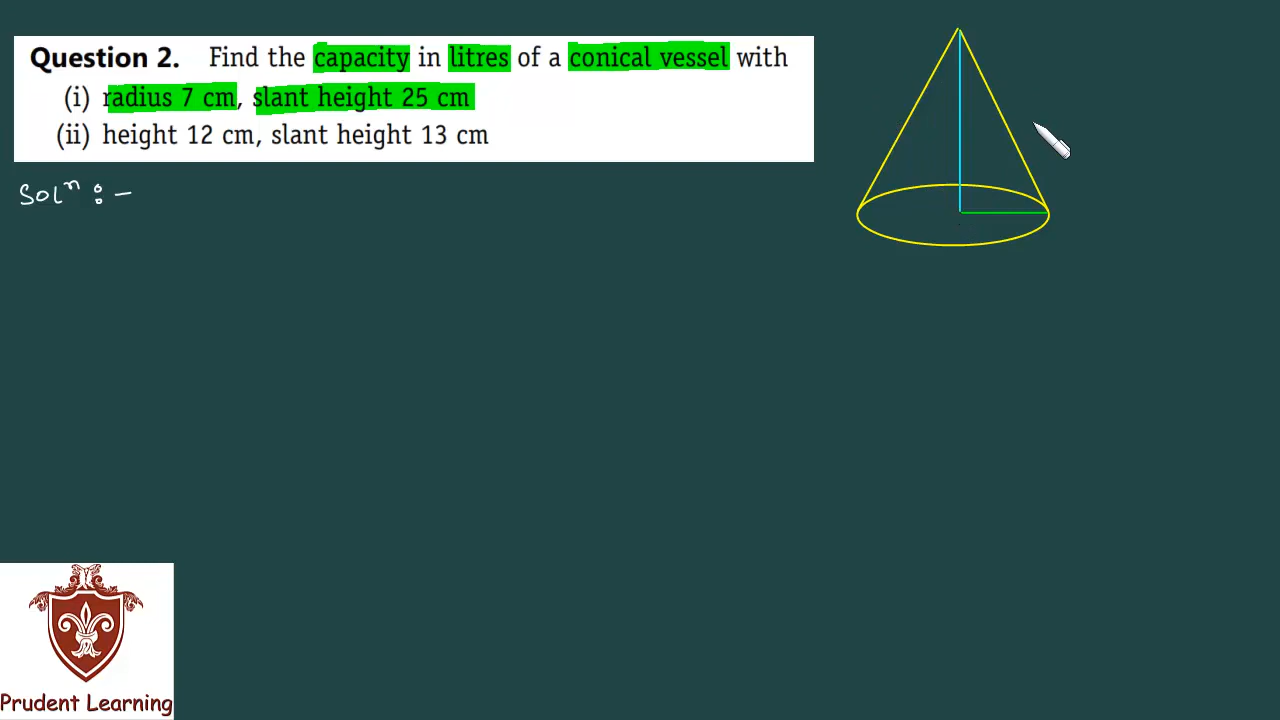 Question 2. Find the capacity in litres of a conical vessel with
(i) radius 7 cm, slant height 25 cm
(ii) height 12 cm, slant height 13 cm
Solⁿ : –
Prudent Learning